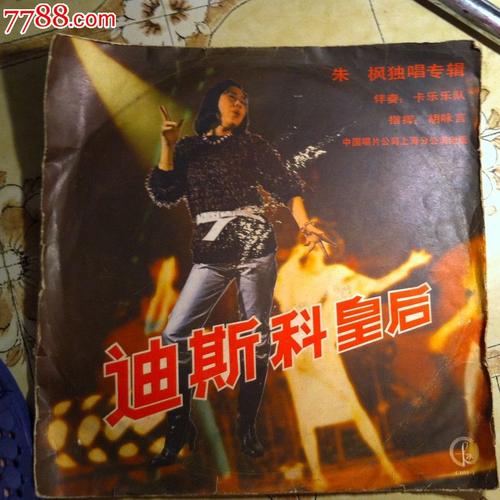 7788.com
朱 枫独唱专辑
伴奏：卡乐乐队
指挥：胡咏言
中国唱片公司上海分公司出版
迪斯科皇后